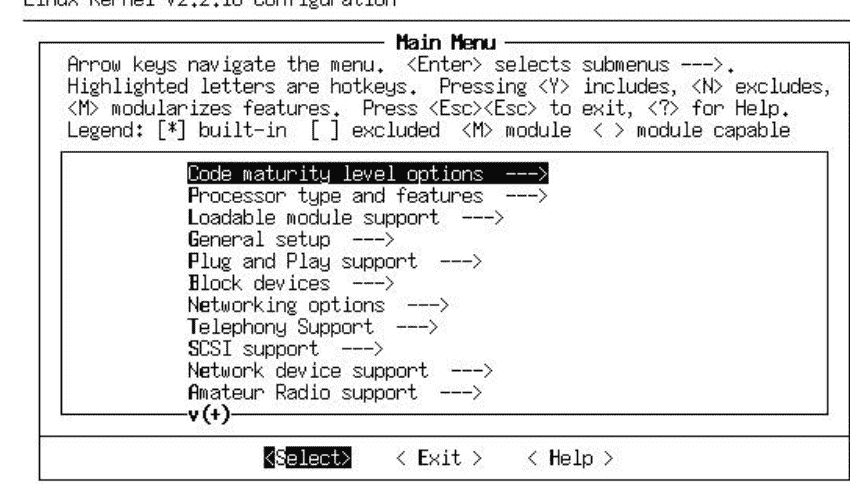 Linux Kernel v2.2.16 Configuration
Main Menu
Arrow keys navigate the menu. <Enter> selects submenus --->.
Highlighted letters are hotkeys. Pressing <Y> includes, <N> excludes,
<M> modularizes features. Press <Esc><Esc> to exit, <?> for Help.
Legend: [*] built-in [ ] excluded <M> module < > module capable
Code maturity level options --->
Processor type and features --->
Loadable module support --->
General setup --->
Plug and Play support --->
Block devices --->
Networking options --->
Telephony Support --->
SCSI support --->
Network device support --->
Amateur Radio support --->
v(+)
<Select> < Exit > < Help >